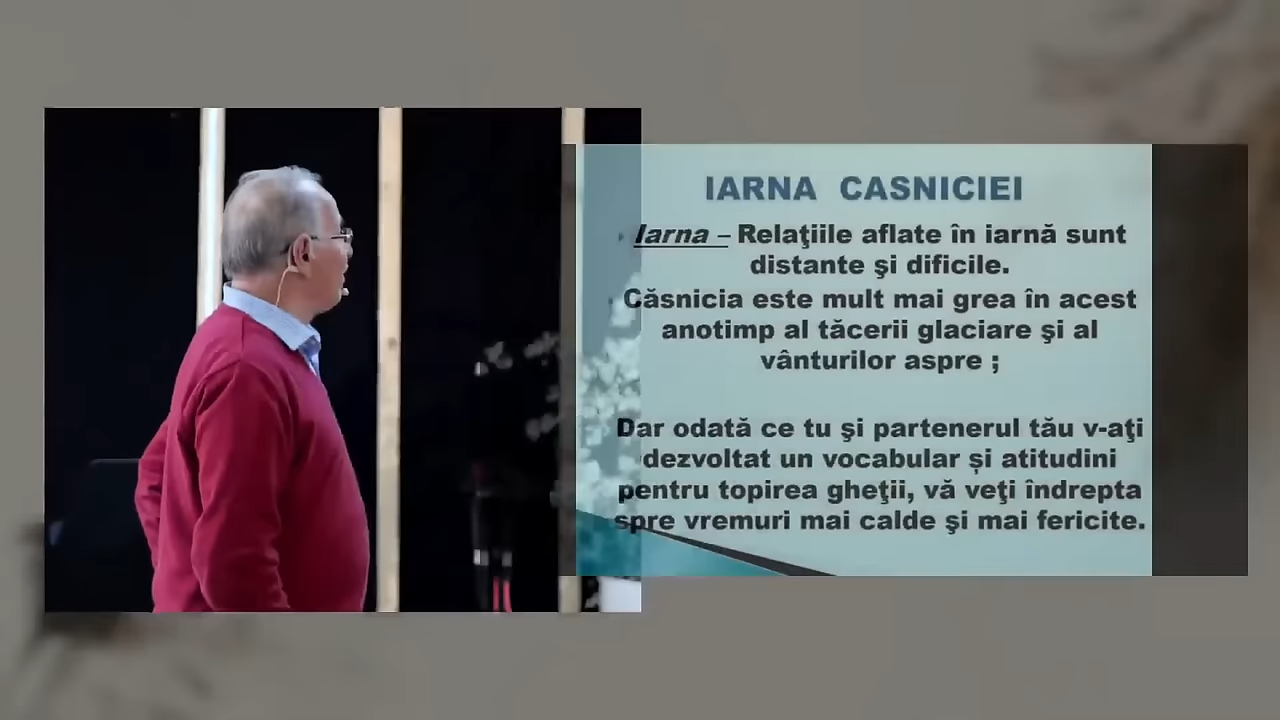 IARNA CASNICIEI
Iarna – Relaţiile aflate în iarnă sunt
distante şi dificile.
Căsnicia este mult mai grea în acest
anotimp al tăcerii glaciare şi al
vânturilor aspre ;
Dar odată ce tu şi partenerul tău v-aţi
dezvoltat un vocabular și atitudini
pentru topirea gheţii, vă veţi îndrepta
spre vremuri mai calde şi mai fericite.